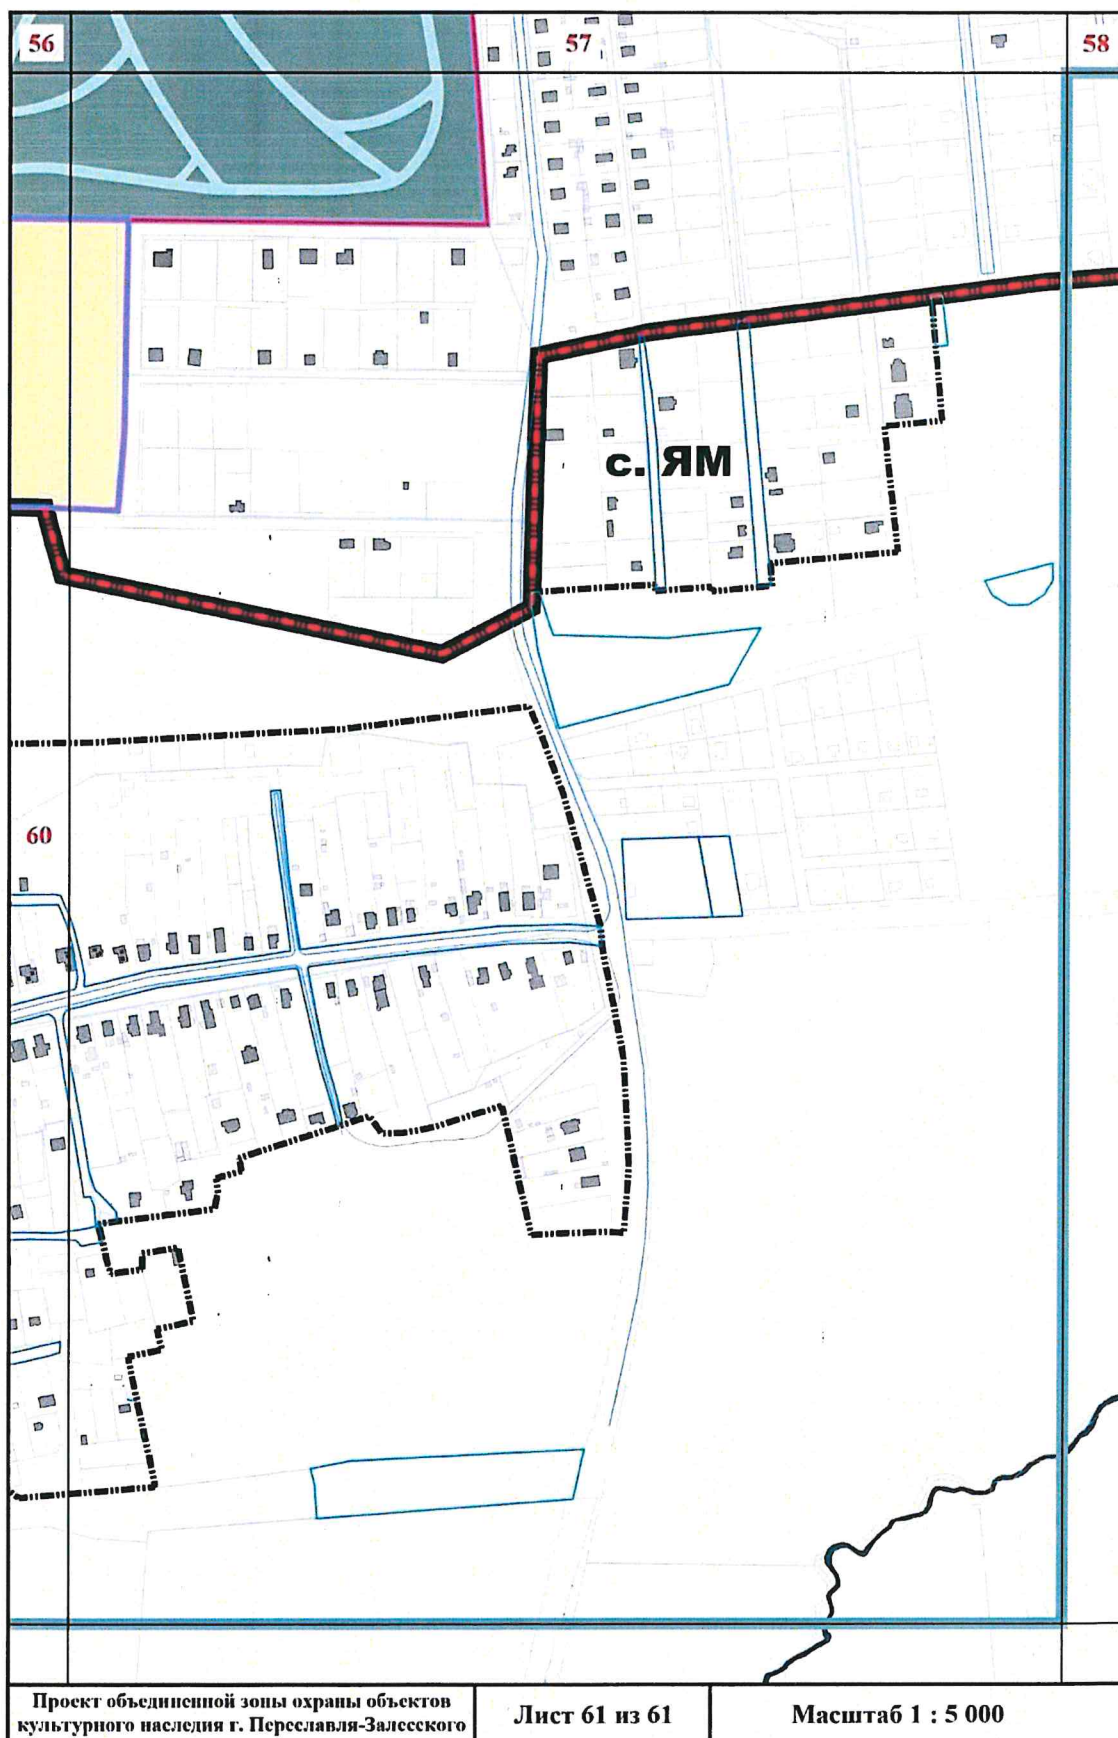 56
57
58
с. ЯМ
60
Проект объединенной зоны охраны объектов
культурного наследия г. Переславля-Залесского
Лист 61 из 61
Масштаб 1 : 5 000